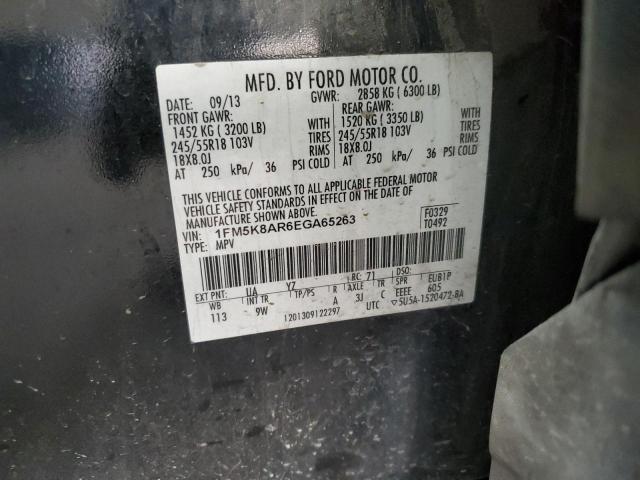 MFD. BY FORD MOTOR CO.
DATE: 09/13 GVWR: 2858 KG ( 6300 LB)
FRONT GAWR: REAR GAWR:
1452 KG ( 3200 LB) WITH 1520 KG ( 3350 LB) WITH
245/55R18 103V TIRES 245/55R18 103V TIRES
18X8.0J RIMS 18X8.0J RIMS
AT 250 kPa/ 36 PSI COLD AT 250 kPa/ 36 PSI COLD
THIS VEHICLE CONFORMS TO ALL APPLICABLE FEDERAL MOTOR
VEHICLE SAFETY STANDARDS IN EFFECT ON THE DATE OF
MANUFACTURE SHOWN ABOVE.
VIN: 1FM5K8AR6EGA65263 F0329
TYPE: MPV T0492
EXT PNT: UA YZ RC: 71 DSO:
WB INT TR TP/PS R AXLE TR SPR EUB1P
113 9W A 3J C EEEE 605
1201309122297 UTC ▽5U5A-1520472-BA